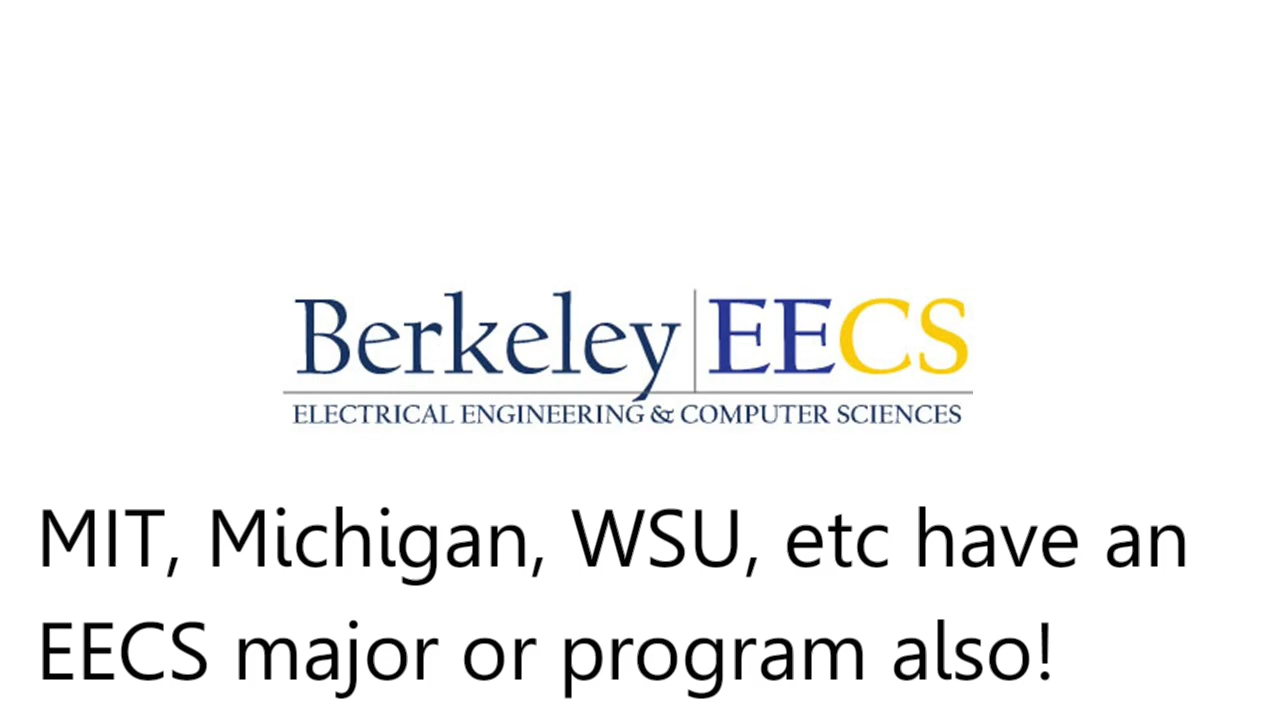 Berkeley EECS
ELECTRICAL ENGINEERING & COMPUTER SCIENCES
MIT, Michigan, WSU, etc have an
EECS major or program also!